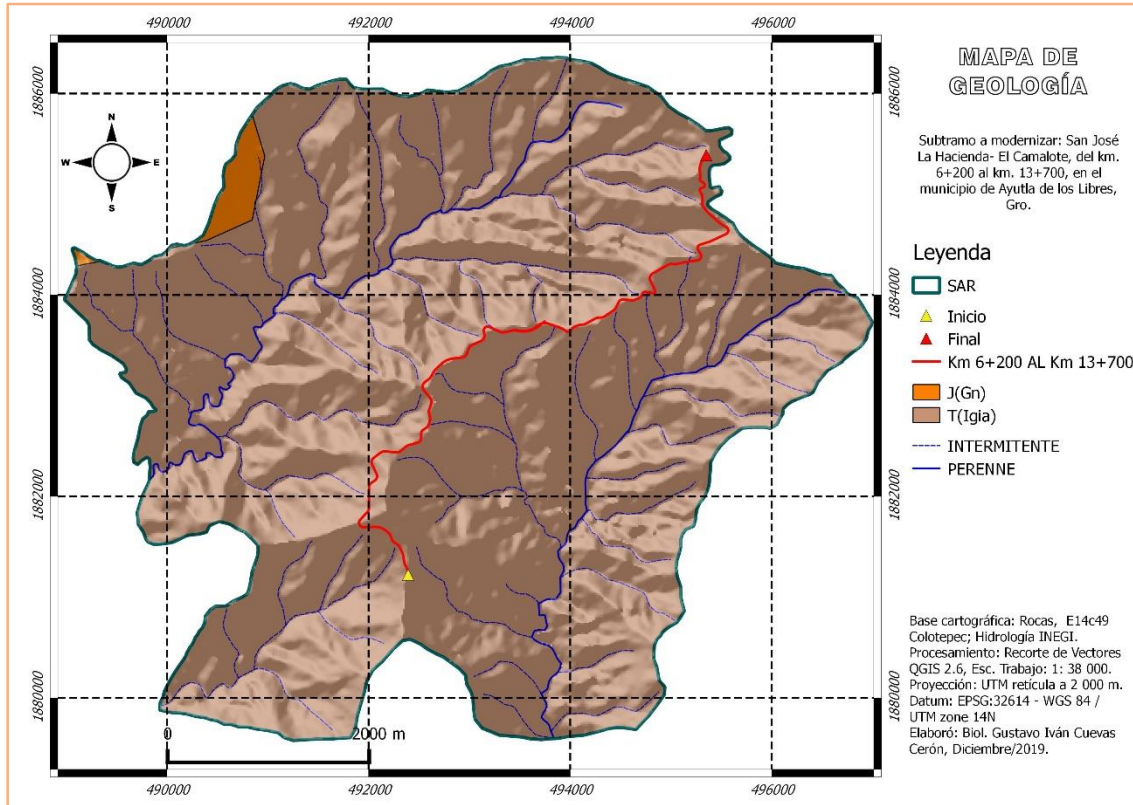 490000
492000
494000
496000
1886000
1884000
1882000
1880000
N
W
E
S
0
2000 m
1886000
1884000
1882000
1880000
490000
492000
494000
496000
MAPA DE
GEOLOGÍA
Subtramo a modernizar: San José
La Hacienda- El Camalote, del km.
6+200 al km. 13+700, en el
municipio de Ayutla de los Libres,
Gro.
Leyenda
SAR
Inicio
Final
Km 6+200 AL Km 13+700
J(Gn)
T(Igia)
INTERMITENTE
PERENNE
Base cartográfica: Rocas, E14c49
Colotepec; Hidrología INEGI.
Procesamiento: Recorte de Vectores
QGIS 2.6, Esc. Trabajo: 1: 38 000.
Proyección: UTM retícula a 2 000 m.
Datum: EPSG:32614 - WGS 84 /
UTM zone 14N
Elaboró: Biol. Gustavo Iván Cuevas
Cerón, Diciembre/2019.